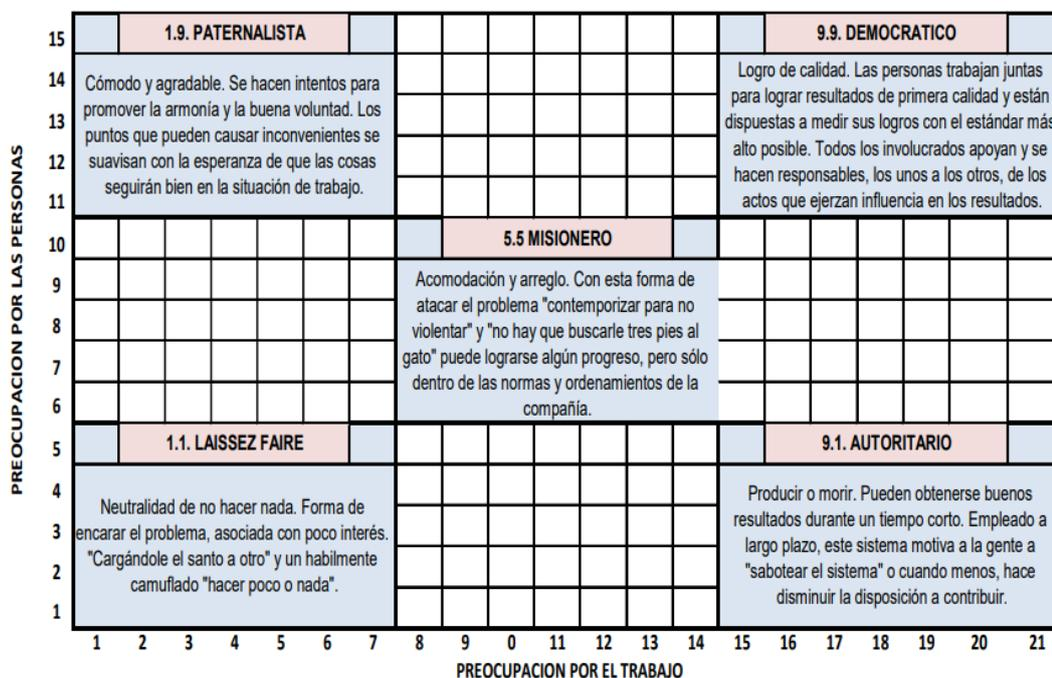 PREOCUPACION POR LAS PERSONAS
15
14
13
12
11
10
9
8
7
6
5
4
3
2
1
1.9. PATERNALISTA
Cómodo y agradable. Se hacen intentos para
promover la armonía y la buena voluntad. Los
puntos que pueden causar inconvenientes se
suavisan con la esperanza de que las cosas
seguirán bien en la situación de trabajo.
9.9. DEMOCRATICO
Logro de calidad. Las personas trabajan juntas
para lograr resultados de primera calidad y están
dispuestas a medir sus logros con el estándar más
alto posible. Todos los involucrados apoyan y se
hacen responsables, los unos a los otros, de los
actos que ejerzan influencia en los resultados.
5.5 MISIONERO
Acomodación y arreglo. Con esta forma de
atacar el problema "contemporizar para no
violentar" y "no hay que buscarle tres pies al
gato" puede lograrse algún progreso, pero sólo
dentro de las normas y ordenamientos de la
compañía.
1.1. LAISSEZ FAIRE
Neutralidad de no hacer nada. Forma de
encarar el problema, asociada con poco interés.
"Cargándole el santo a otro" y un habilmente
camuflado "hacer poco o nada".
9.1. AUTORITARIO
Producir o morir. Pueden obtenerse buenos
resultados durante un tiempo corto. Empleado a
largo plazo, este sistema motiva a la gente a
"sabotear el sistema" o cuando menos, hace
disminuir la disposición a contribuir.
1 2 3 4 5 6 7 8 9 0 11 12 13 14 15 16 17 18 19 20 21
PREOCUPACION POR EL TRABAJO